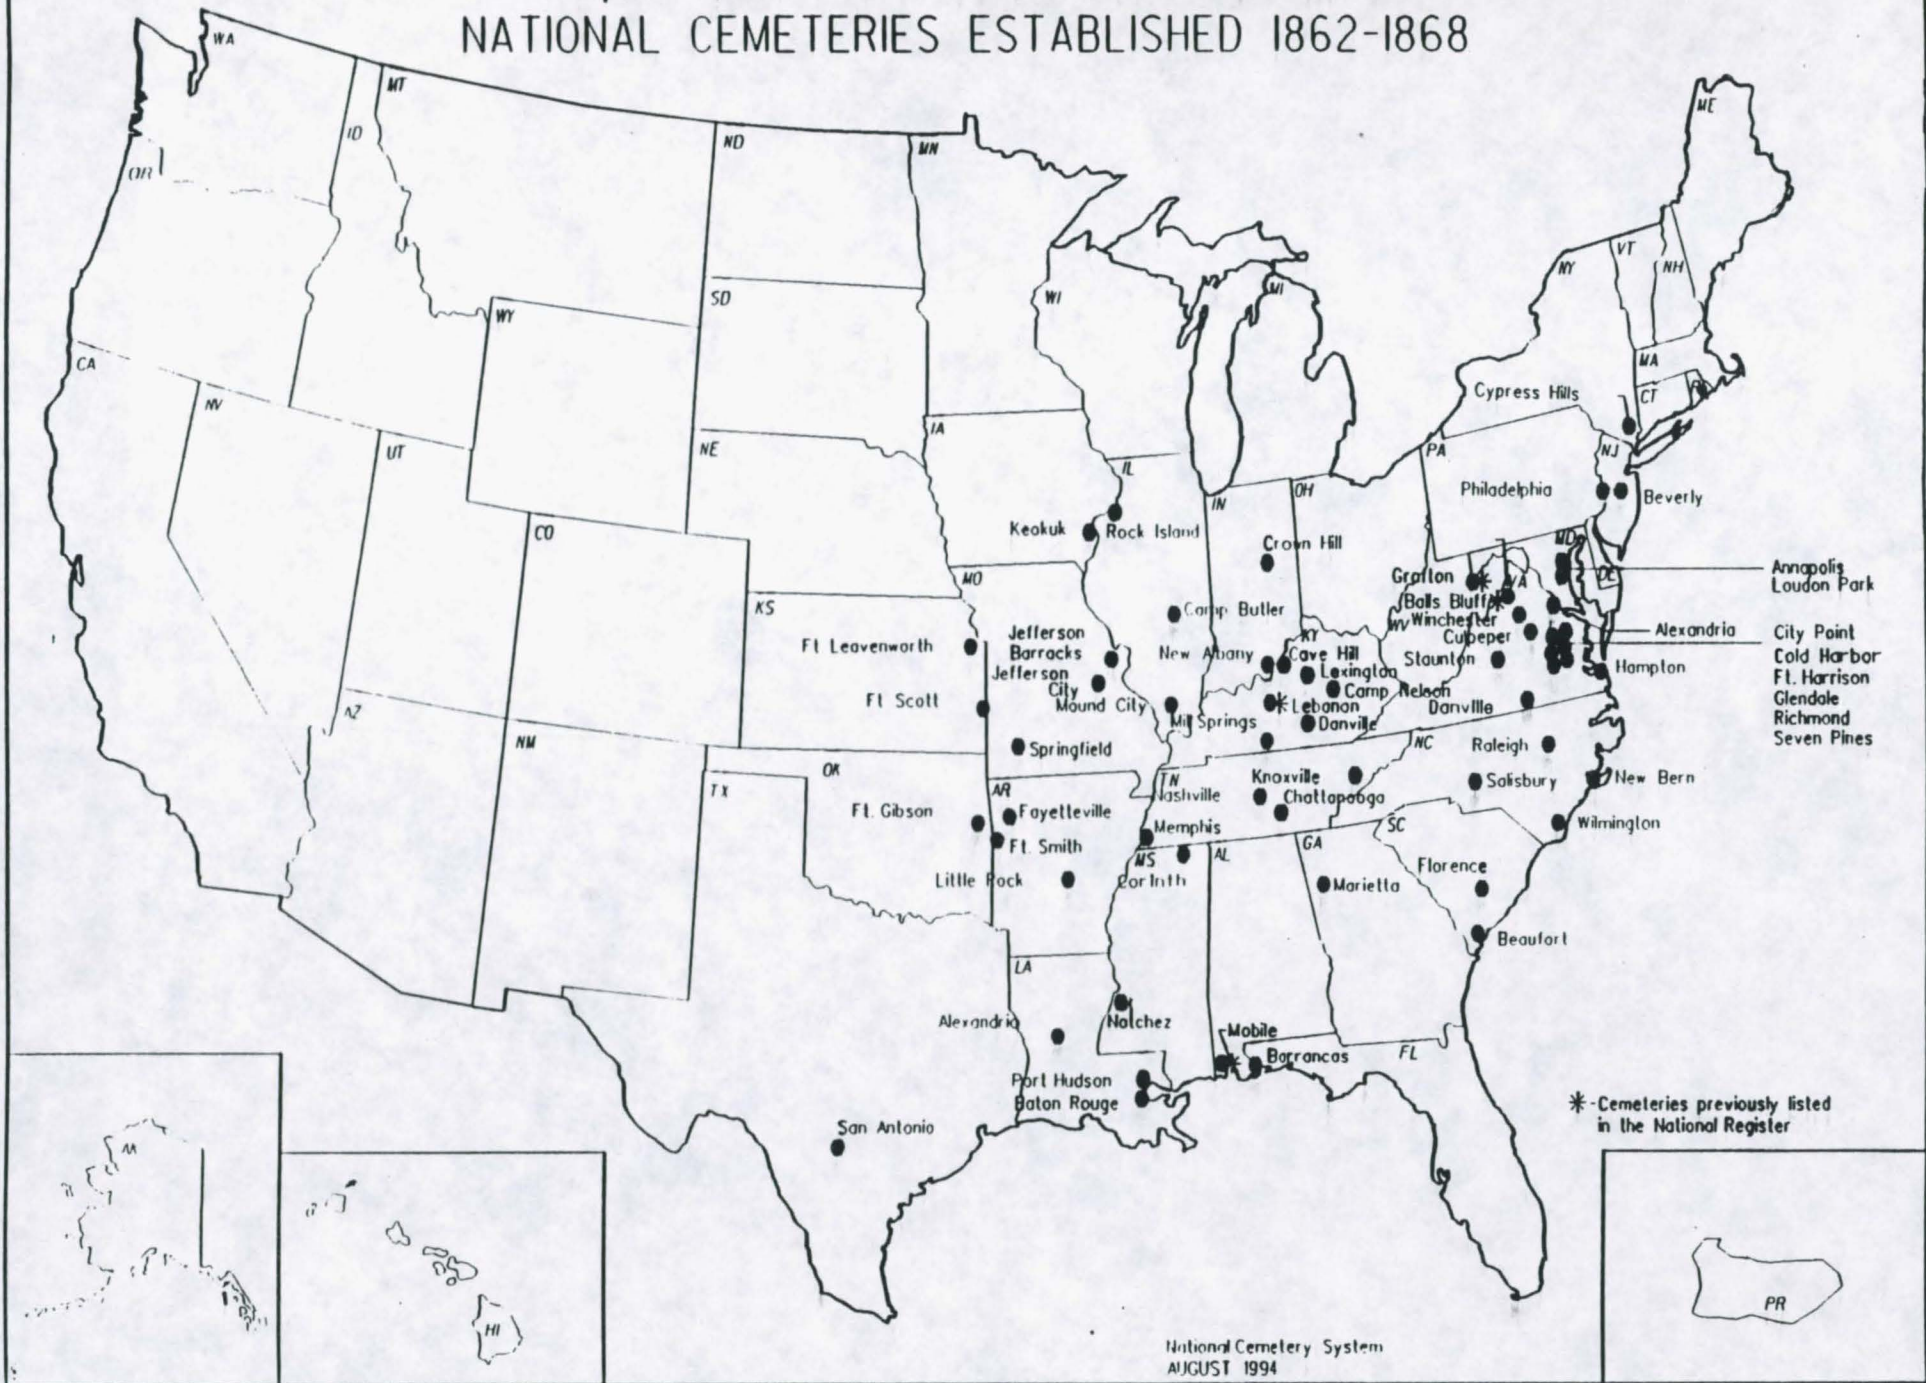 NATIONAL CEMETERIES ESTABLISHED 1862-1868
WA
MT
ID
OR
ND
MN
ME
VT
NH
NY
SD
WI
MI
WY
CA
MA
CT
RI
Cypress Hills
NV
IA
UT
NE
IL
PA
NJ
IN
OH
Philadelphia
Beverly
Keokuk
Rock Island
CO
Crown Hill
MD
DE
MO
Grafton
VA
Annapolis
Loudon Park
KS
Balls Bluff
Camp Butler
Winchester
WV
KY
Culpeper
Alexandria
City Point
Cold Harbor
Ft. Harrison
Glendale
Richmond
Seven Pines
Ft Leavenworth
Jefferson
Barracks
New Albany
Cave Hill
Staunton
Hampton
Jefferson
City
Lexington
Camp Nelson
Ft Scott
Mound City
Lebanon
Danville
AZ
Mill Springs
Danville
NM
Springfield
NC
Raleigh
OK
TX
AR
TN
Nashville
Knoxville
Chattanooga
Salisbury
New Bern
Ft. Gibson
Fayetteville
Memphis
SC
Wilmington
Ft. Smith
MS
AL
GA
Little Rock
Corinth
Marietta
Florence
Beaufort
LA
Alexandria
Natchez
Mobile
Barrancas
FL
Port Hudson
Baton Rouge
San Antonio
* -Cemeteries previously listed
in the National Register
AK
HI
PR
National Cemetery System
AUGUST 1994